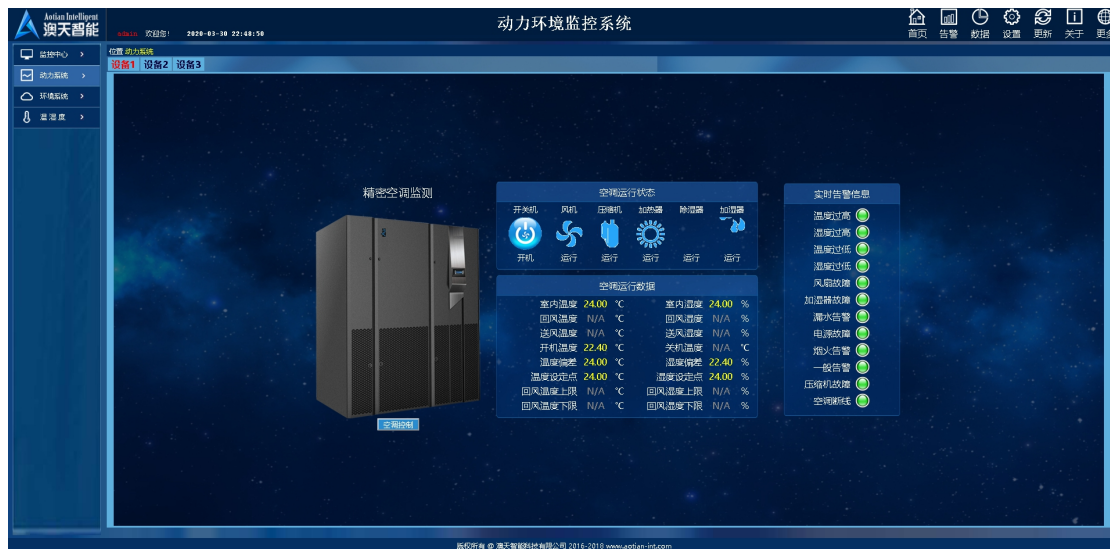 Aotian Intelligent
澳天智能
admin 欢迎您! 2020-03-30 22:48:50
动力环境监控系统
首页 告警 数据 设置 更新 关于 更多
监控中心 >
动力系统 >
环境系统 >
温湿度 >
位置 动力系统
设备1 设备2 设备3
精密空调监测
空调控制
空调运行状态
开关机 风机 压缩机 加热器 除湿器 加湿器
开机 运行 运行 运行 运行 运行
空调运行数据
室内温度 24.00 ℃ 室内湿度 24.00 %
回风温度 N/A ℃ 回风湿度 N/A %
送风温度 N/A ℃ 送风湿度 N/A %
开机温度 22.40 ℃ 关机温度 N/A ℃
温度偏差 24.00 ℃ 湿度偏差 22.40 %
温度设定点 24.00 ℃ 湿度设定点 24.00 %
回风温度上限 N/A ℃ 回风湿度上限 N/A %
回风温度下限 N/A ℃ 回风湿度下限 N/A %
实时告警信息
温度过高
湿度过高
温度过低
湿度过低
风扇故障
加湿器故障
漏水告警
电源故障
烟火告警
一般告警
压缩机故障
空调断线
版权所有 @ 澳天智能科技有限公司 2016-2018 www.aotian-int.com